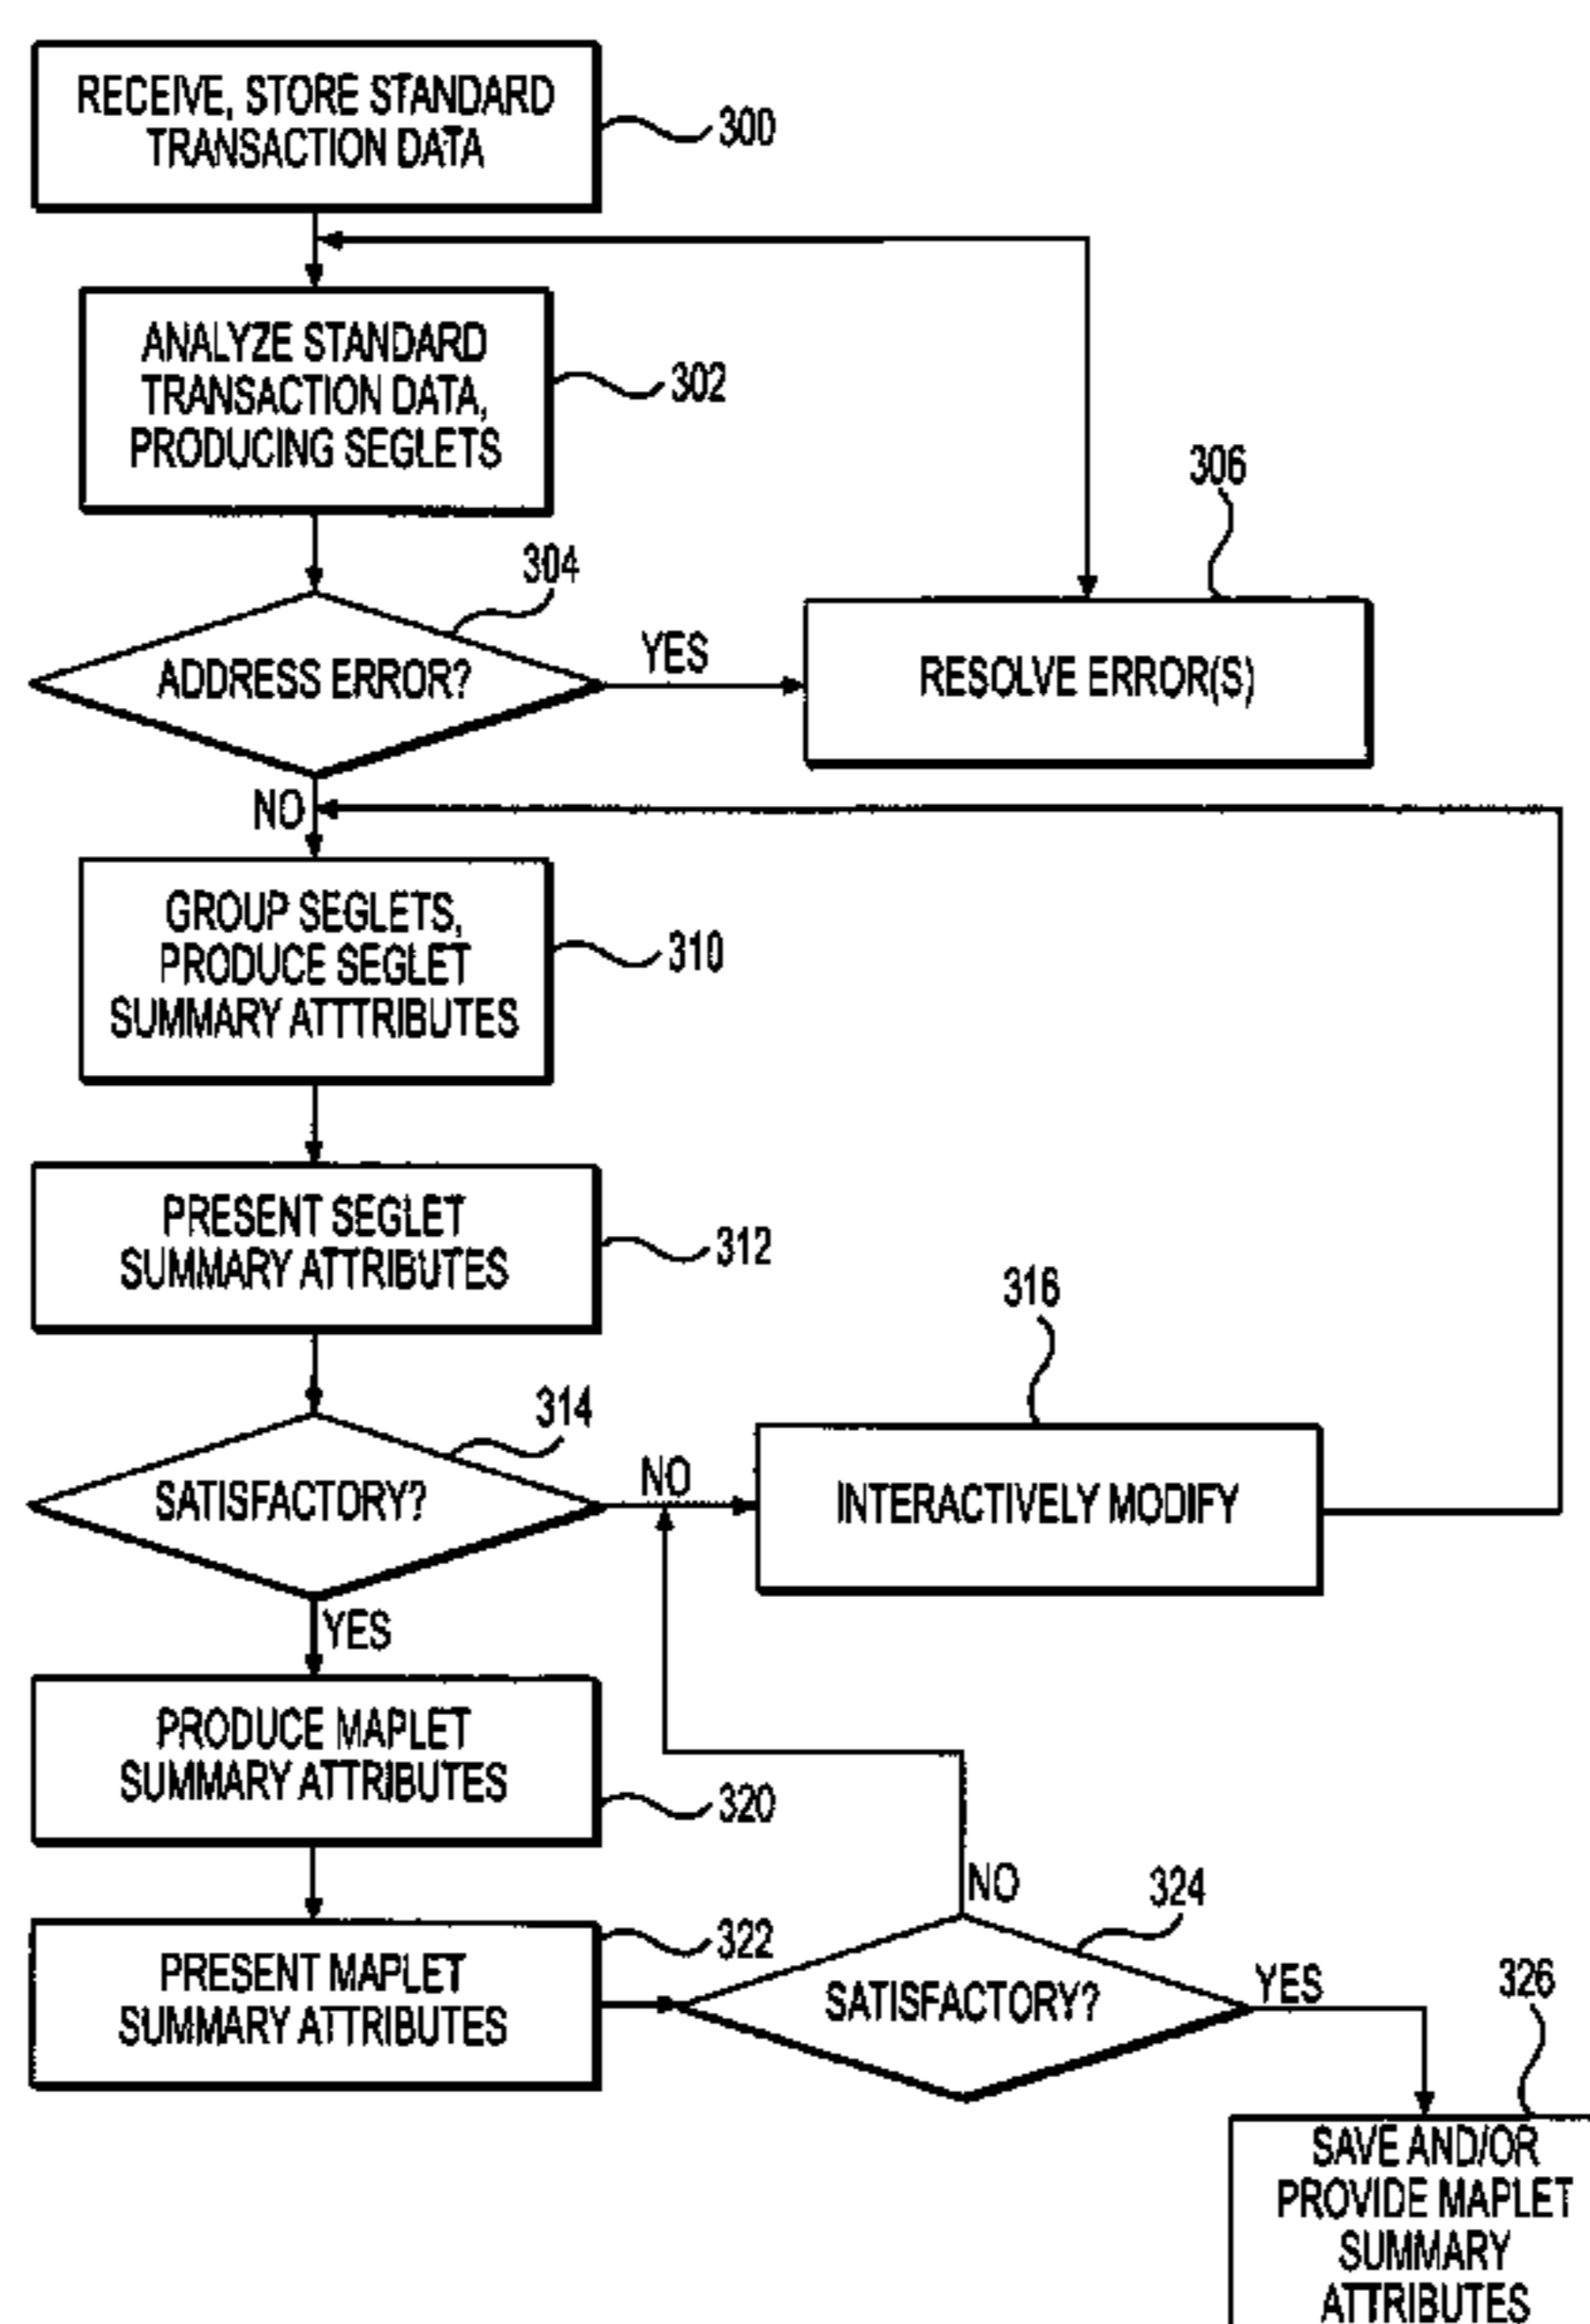 RECEIVE, STORE STANDARD
TRANSACTION DATA
300
ANALYZE STANDARD
TRANSACTION DATA,
PRODUCING SEGLETS
302
304
306
ADDRESS ERROR?
YES
RESOLVE ERROR(S)
NO
GROUP SEGLETS,
PRODUCE SEGLET
SUMMARY ATTTRIBUTES
310
PRESENT SEGLET
SUMMARY ATTRIBUTES
312
314
316
SATISFACTORY?
NO
INTERACTIVELY MODIFY
YES
PRODUCE MAPLET
SUMMARY ATTRIBUTES
320
PRESENT MAPLET
SUMMARY ATTRIBUTES
322
NO
324
SATISFACTORY?
YES
326
SAVE AND/OR
PROVIDE MAPLET
SUMMARY
ATTRIBUTES